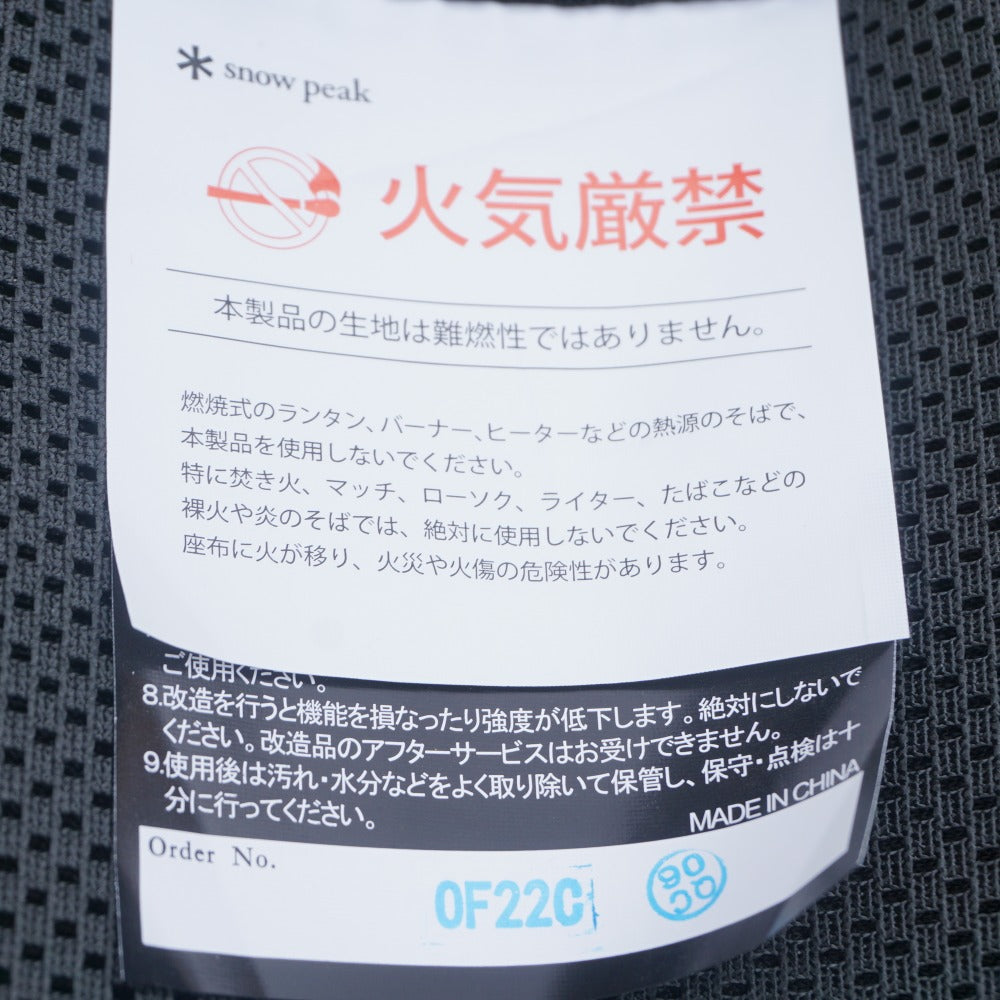 snow peak
火気厳禁
本製品の生地は難燃性ではありません。
燃焼式のランタン、バーナー、ヒーターなどの熱源のそばで、
本製品を使用しないでください。
特に焚き火、マッチ、ローソク、ライター、たばこなどの
裸火や炎のそばでは、絶対に使用しないでください。
座布に火が移り、火災や火傷の危険性があります。
ご使用ください。
8.改造を行うと機能を損なったり強度が低下します。絶対にしないで
ください。改造品のアフターサービスはお受けできません。
9.使用後は汚れ・水分などをよく取り除いて保管し、保守・点検は十
分に行ってください。
MADE IN CHINA
Order No.
0F22C
QC